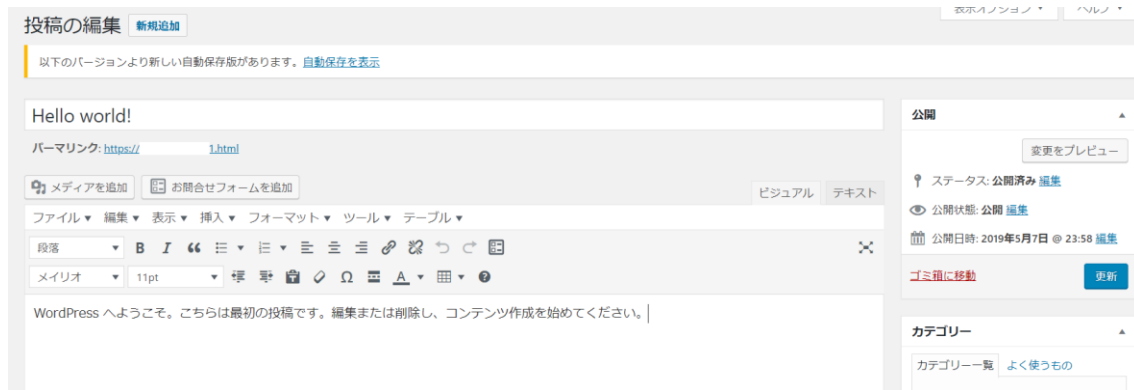 表示オプション ▼ ヘルプ ▼
投稿の編集 新規追加
以下のバージョンより新しい自動保存版があります。自動保存を表示
Hello world!
パーマリンク: https:// 1.html
メディアを追加 お問合せフォームを追加
ビジュアル テキスト
ファイル ▼ 編集 ▼ 表示 ▼ 挿入 ▼ フォーマット ▼ ツール ▼ テーブル ▼
段落
メイリオ 11pt
WordPress へようこそ。こちらは最初の投稿です。編集または削除し、コンテンツ作成を始めてください。
公開
変更をプレビュー
ステータス: 公開済み 編集
公開状態: 公開 編集
公開日時: 2019年5月7日 @ 23:58 編集
ゴミ箱に移動 更新
カテゴリー
カテゴリー一覧 よく使うもの